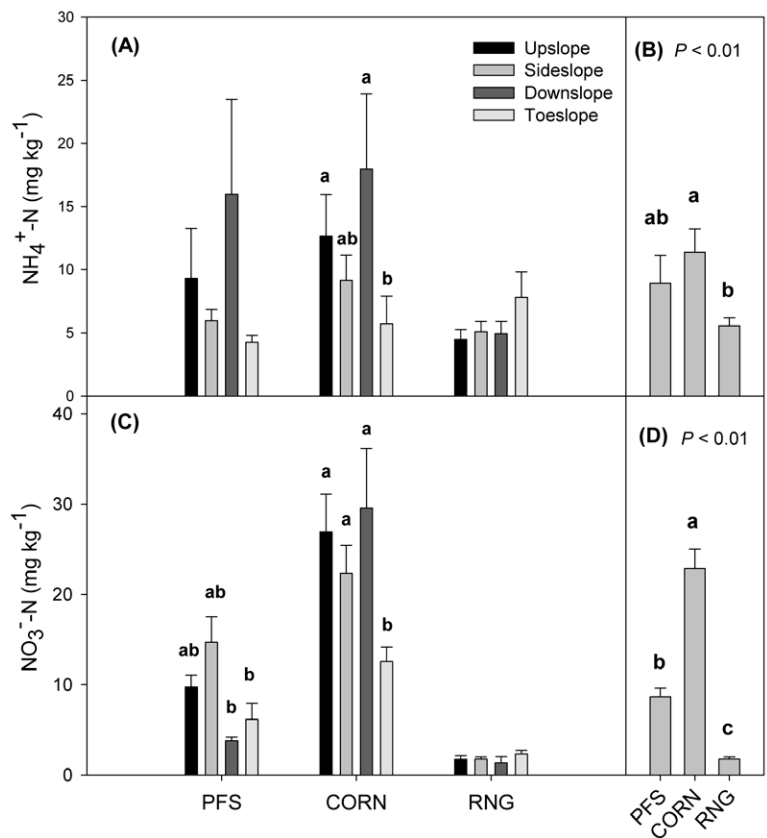 30
25
20
15
10
5
0
NH₄⁺-N (mg kg⁻¹)
(A)
Upslope
Sideslope
Downslope
Toeslope
a
ab
a
b
(B) P < 0.01
ab
a
b
40
30
20
10
0
NO₃⁻-N (mg kg⁻¹)
(C)
ab
ab
b
b
a
a
a
b
PFS CORN RNG
(D) P < 0.01
b
a
c
PFS
CORN
RNG